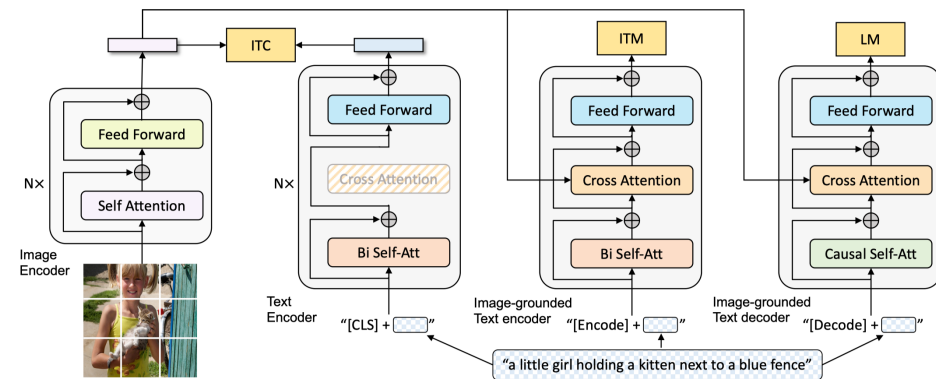 ITC
ITM
LM
Feed Forward
Self Attention
N×
Image
Encoder
Feed Forward
Cross Attention
Bi Self-Att
N×
Text
Encoder
"[CLS] + "
Feed Forward
Cross Attention
Bi Self-Att
Image-grounded
Text encoder
"[Encode] + "
Feed Forward
Cross Attention
Causal Self-Att
Image-grounded
Text decoder
"[Decode] + "
"a little girl holding a kitten next to a blue fence"